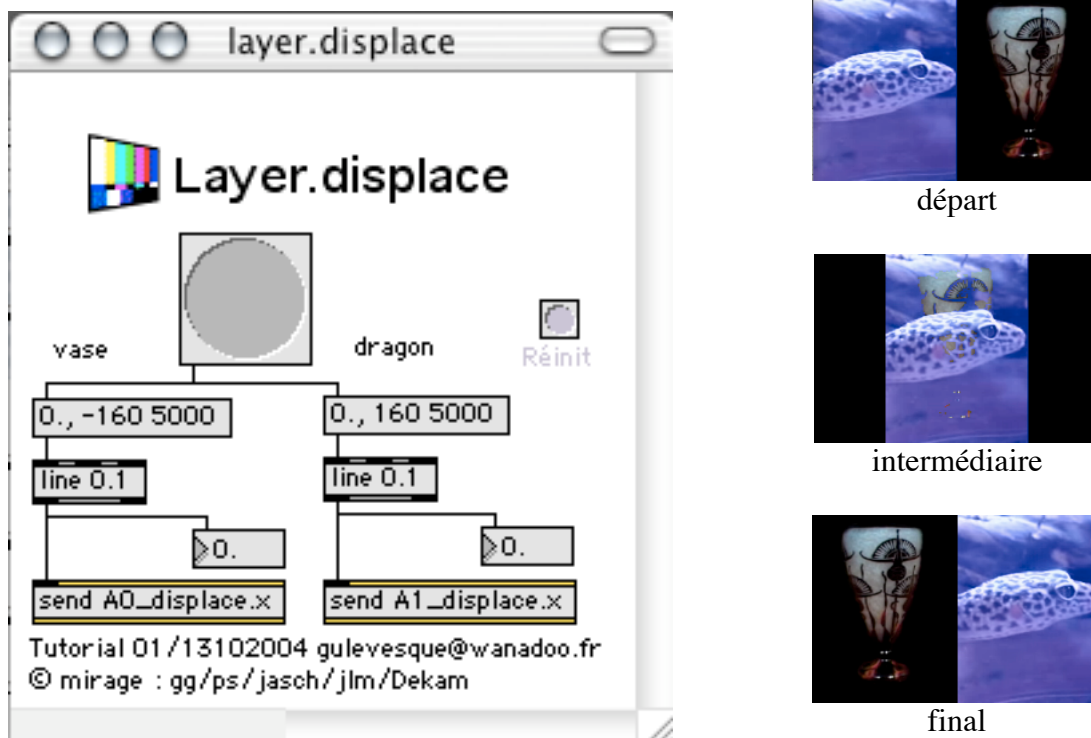 layer.displace
Layer.displace
vase
dragon
Réinit
0., -160 5000
0., 160 5000
line 0.1
line 0.1
0.
0.
send A0_displace.x
send A1_displace.x
Tutorial 01/13102004 gulevesque@wanadoo.fr
© mirage : gg/ps/jasch/jlm/Dekam
départ
intermédiaire
final